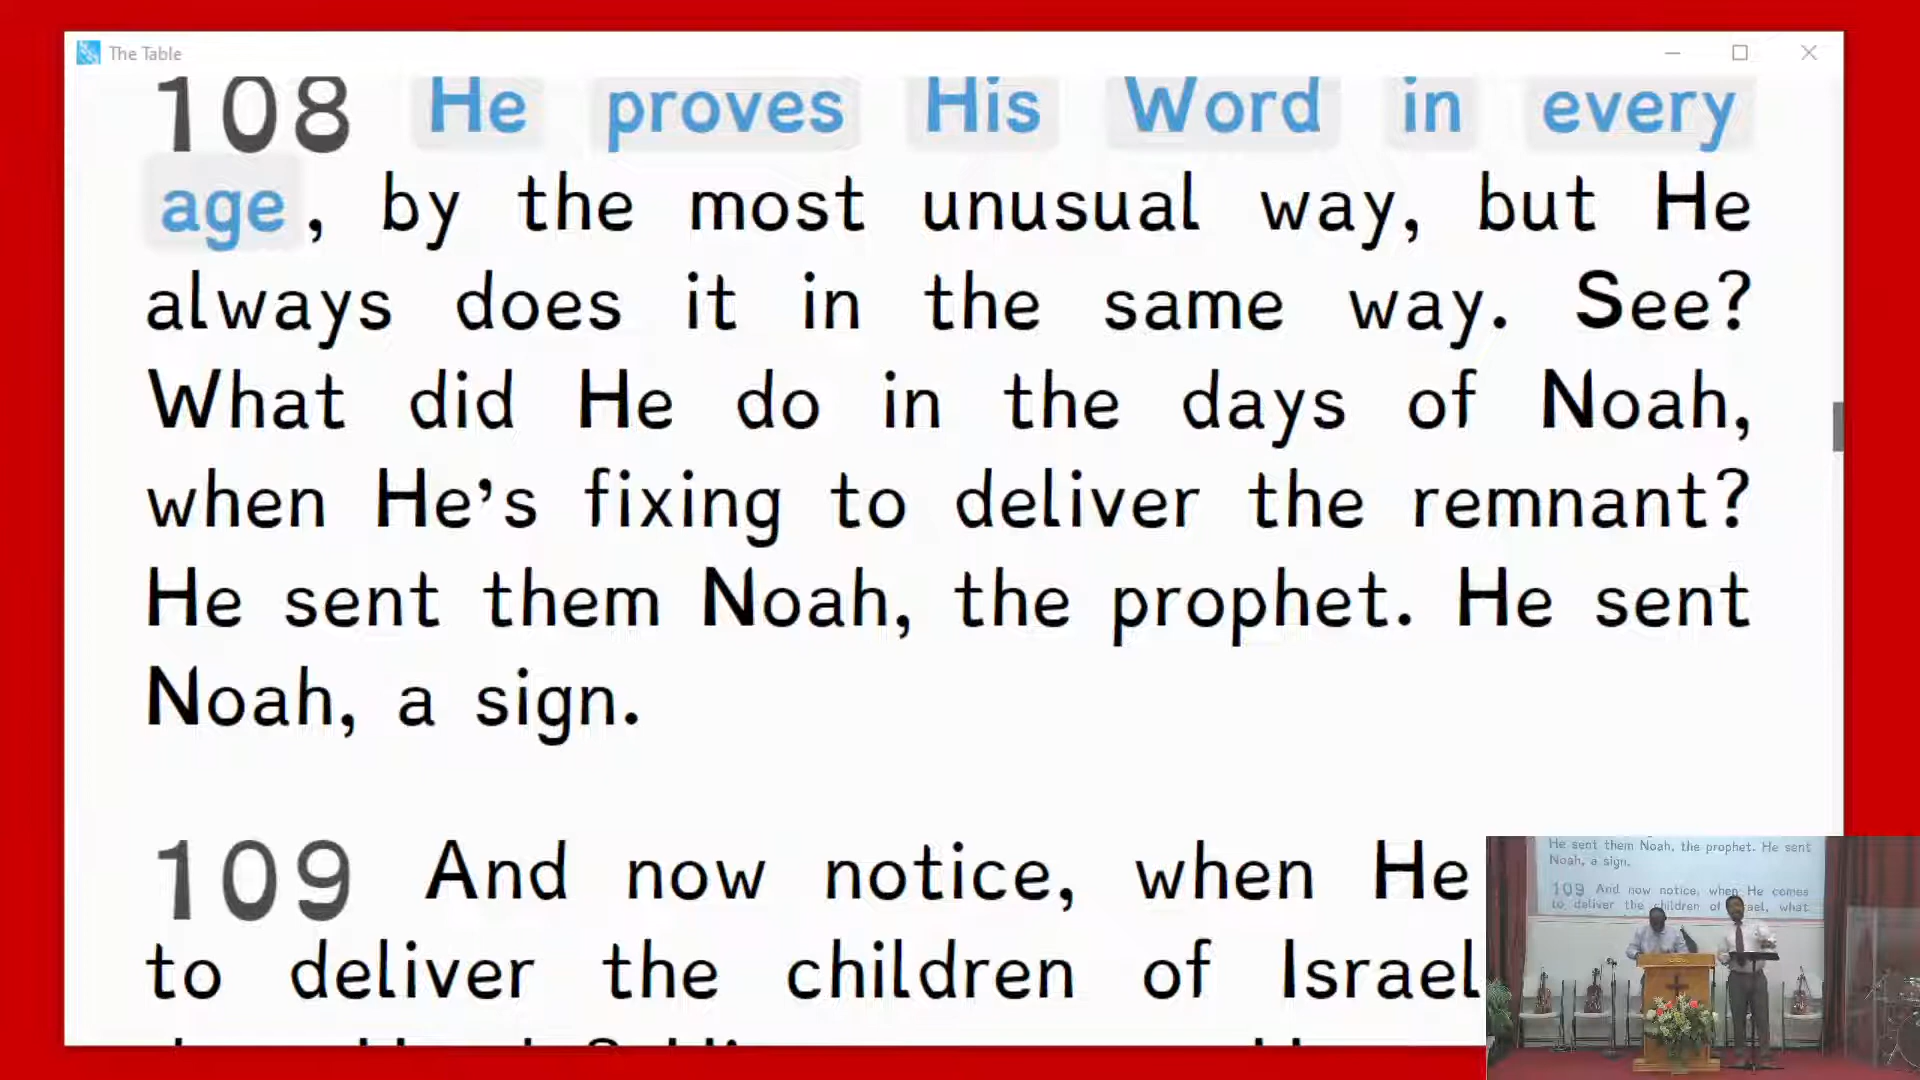 The Table
108 He proves His Word in every
age, by the most unusual way, but He
always does it in the same way. See?
What did He do in the days of Noah,
when He’s fixing to deliver the remnant?
He sent them Noah, the prophet. He sent
Noah, a sign.
109 And now notice, when He
to deliver the children of Israel
He sent them Noah, the prophet. He sent
Noah, a sign.
109 And now notice, when He comes
to deliver the children of what